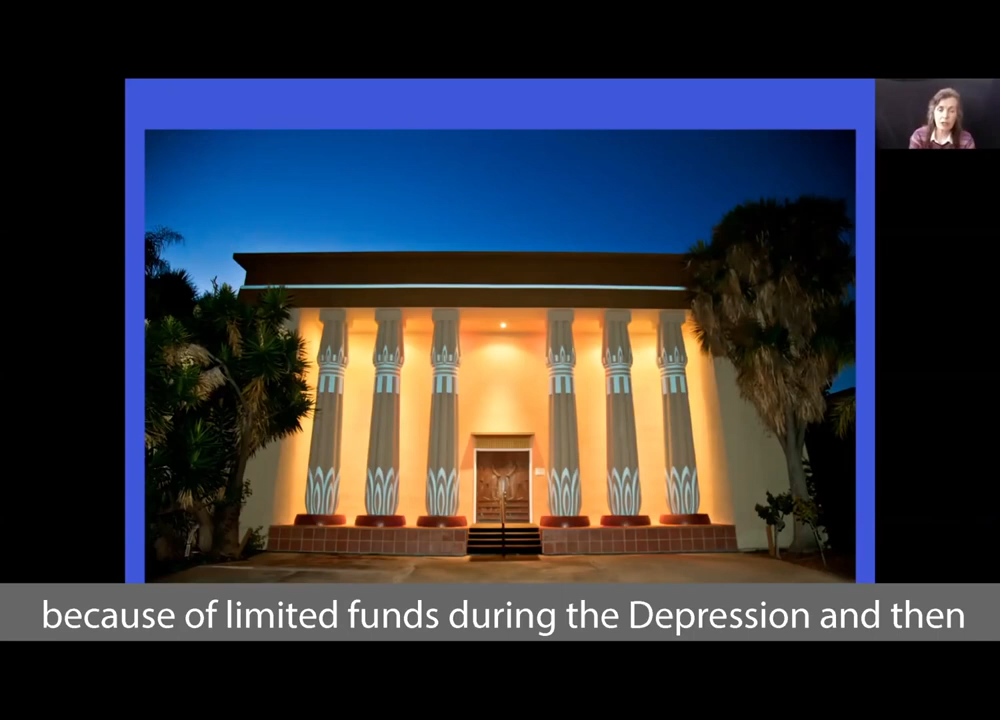 because of limited funds during the Depression and then